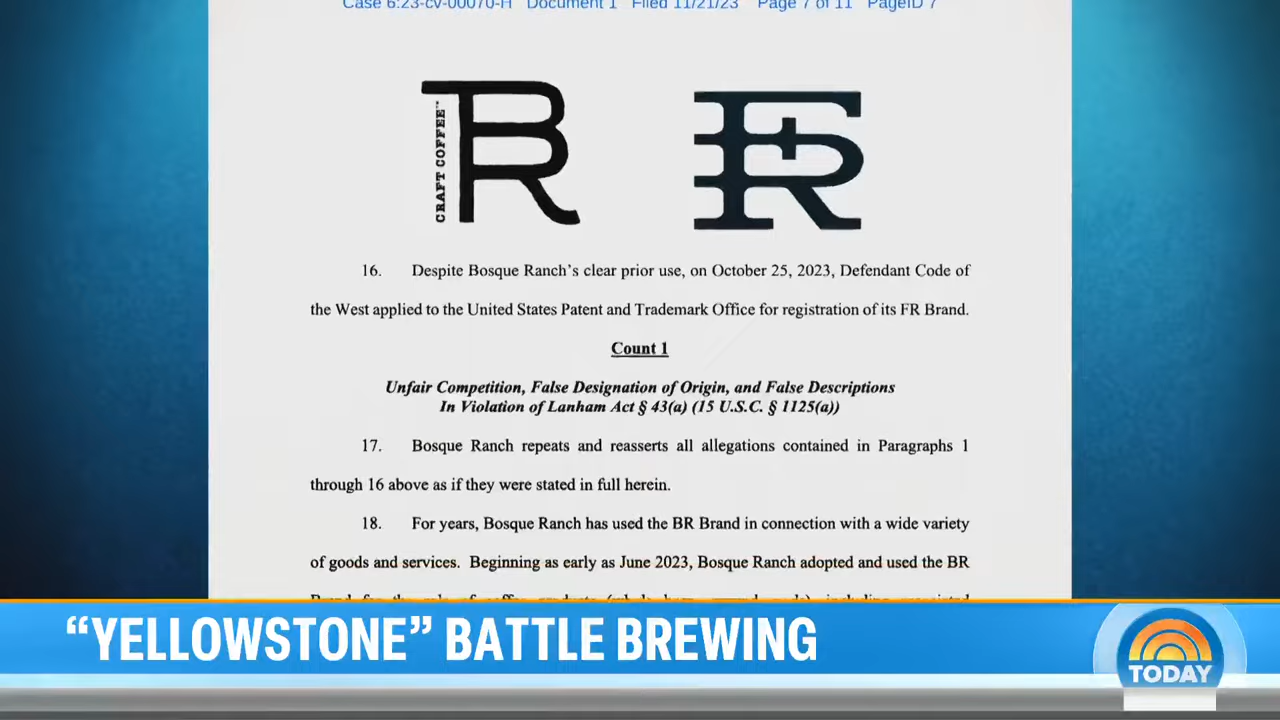 Case 6:23-cv-00070-H Document 1 Filed 11/21/23 Page 7 of 11 PageID 7
CRAFT COFFEE™
BR
FR
16. Despite Bosque Ranch’s clear prior use, on October 25, 2023, Defendant Code of
the West applied to the United States Patent and Trademark Office for registration of its FR Brand.
Count 1
Unfair Competition, False Designation of Origin, and False Descriptions
In Violation of Lanham Act § 43(a) (15 U.S.C. § 1125(a))
17. Bosque Ranch repeats and reasserts all allegations contained in Paragraphs 1
through 16 above as if they were stated in full herein.
18. For years, Bosque Ranch has used the BR Brand in connection with a wide variety
of goods and services. Beginning as early as June 2023, Bosque Ranch adopted and used the BR
“YELLOWSTONE” BATTLE BREWING
TODAY